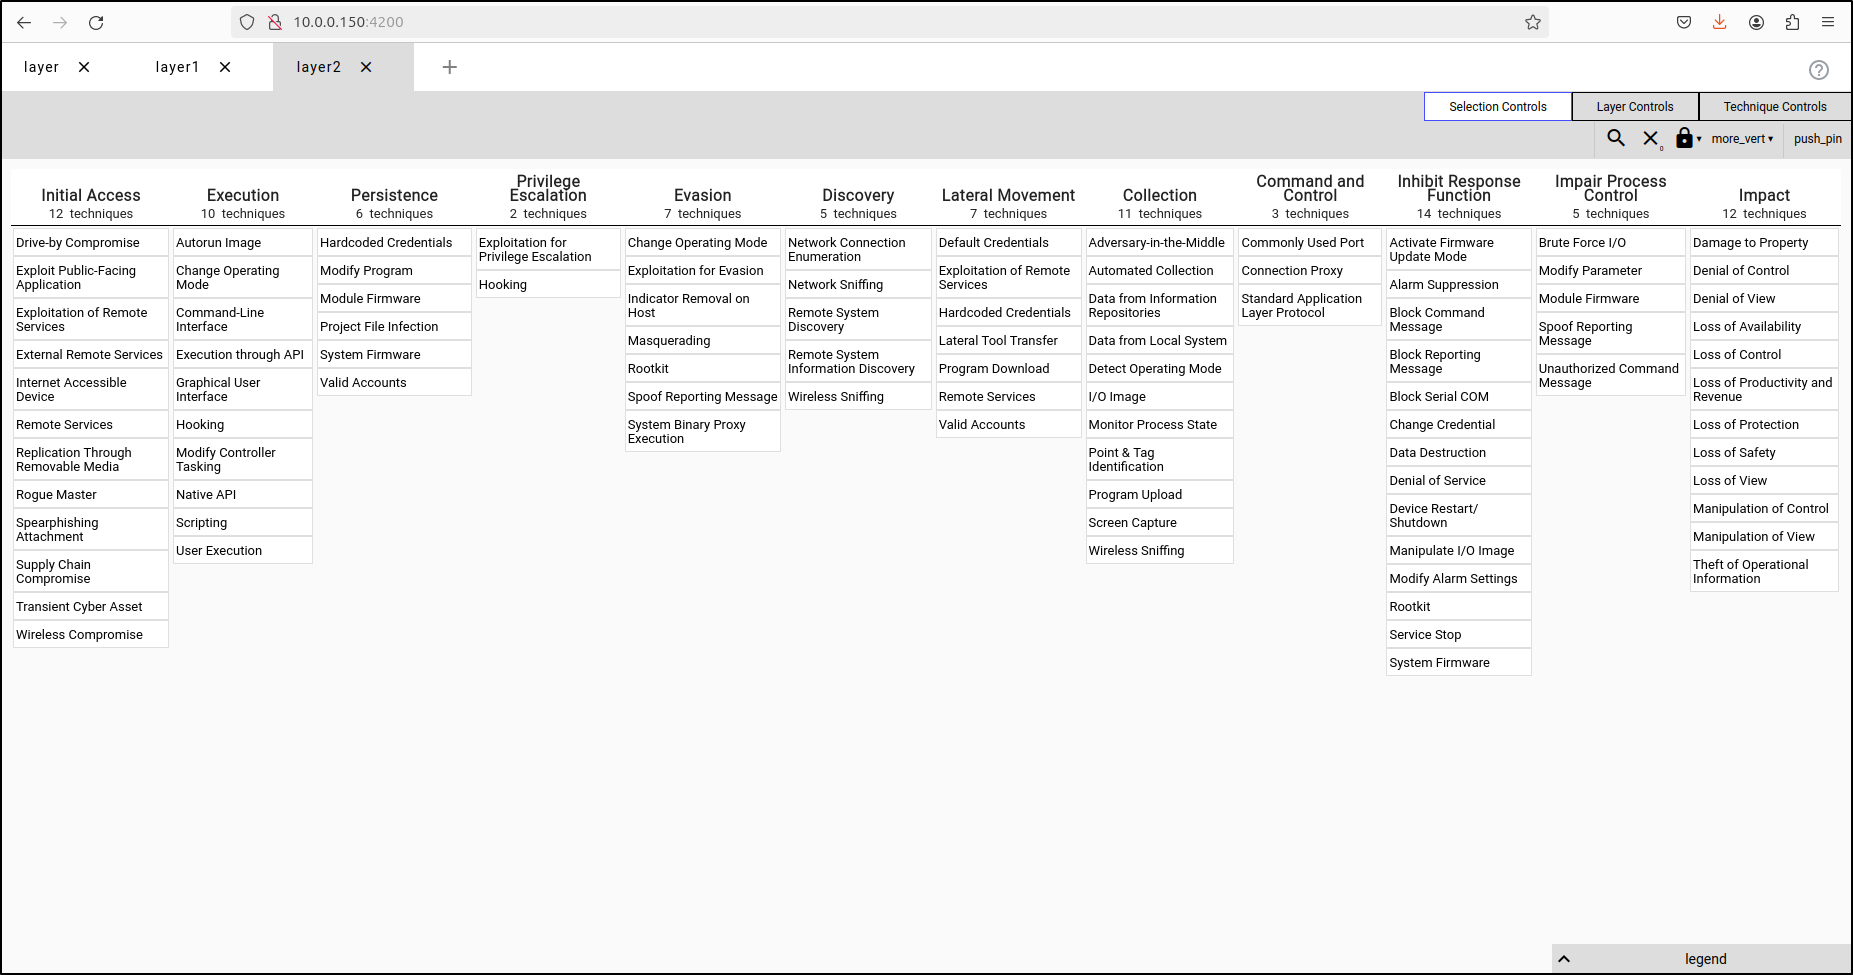 10.0.0.150:4200
layer
layer1
layer2
Selection Controls
Layer Controls
Technique Controls
0
more_vert
push_pin
Initial Access
12 techniques
Drive-by Compromise
Exploit Public-Facing
Application
Exploitation of Remote
Services
External Remote Services
Internet Accessible
Device
Remote Services
Replication Through
Removable Media
Rogue Master
Spearphishing
Attachment
Supply Chain
Compromise
Transient Cyber Asset
Wireless Compromise
Execution
10 techniques
Autorun Image
Change Operating
Mode
Command-Line
Interface
Execution through API
Graphical User
Interface
Hooking
Modify Controller
Tasking
Native API
Scripting
User Execution
Persistence
6 techniques
Hardcoded Credentials
Modify Program
Module Firmware
Project File Infection
System Firmware
Valid Accounts
Privilege
Escalation
2 techniques
Exploitation for
Privilege Escalation
Hooking
Evasion
7 techniques
Change Operating Mode
Exploitation for Evasion
Indicator Removal on
Host
Masquerading
Rootkit
Spoof Reporting Message
System Binary Proxy
Execution
Discovery
5 techniques
Network Connection
Enumeration
Network Sniffing
Remote System
Discovery
Remote System
Information Discovery
Wireless Sniffing
Lateral Movement
7 techniques
Default Credentials
Exploitation of Remote
Services
Hardcoded Credentials
Lateral Tool Transfer
Program Download
Remote Services
Valid Accounts
Collection
11 techniques
Adversary-in-the-Middle
Automated Collection
Data from Information
Repositories
Data from Local System
Detect Operating Mode
I/O Image
Monitor Process State
Point & Tag
Identification
Program Upload
Screen Capture
Wireless Sniffing
Command and
Control
3 techniques
Commonly Used Port
Connection Proxy
Standard Application
Layer Protocol
Inhibit Response
Function
14 techniques
Activate Firmware
Update Mode
Alarm Suppression
Block Command
Message
Block Reporting
Message
Block Serial COM
Change Credential
Data Destruction
Denial of Service
Device Restart/
Shutdown
Manipulate I/O Image
Modify Alarm Settings
Rootkit
Service Stop
System Firmware
Impair Process
Control
5 techniques
Brute Force I/O
Modify Parameter
Module Firmware
Spoof Reporting
Message
Unauthorized Command
Message
Impact
12 techniques
Damage to Property
Denial of Control
Denial of View
Loss of Availability
Loss of Control
Loss of Productivity and
Revenue
Loss of Protection
Loss of Safety
Loss of View
Manipulation of Control
Manipulation of View
Theft of Operational
Information
legend